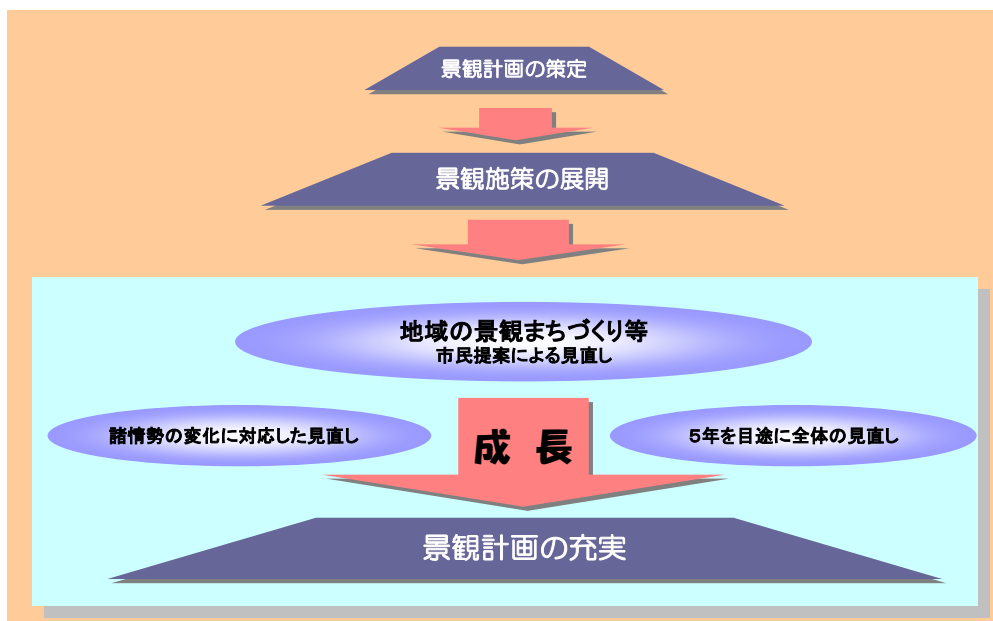 景観計画の策定
景観施策の展開
地域の景観まちづくり等
市民提案による見直し
諸情勢の変化に対応した見直し
成 長
5年を目途に全体の見直し
景観計画の充実